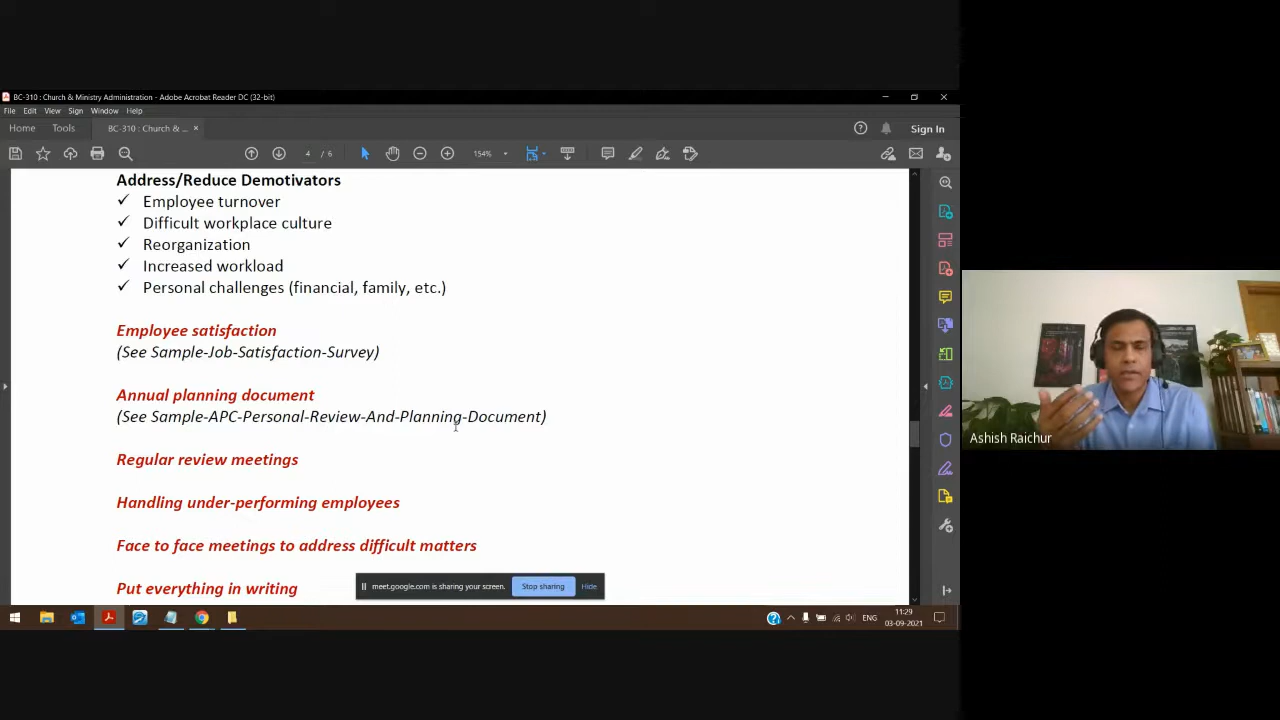 BC-310 : Church & Ministry Administration - Adobe Acrobat Reader DC (32-bit)
File Edit View Sign Window Help
Home Tools BC-310 : Church & ... × Sign In
4 / 6 154%
Address/Reduce Demotivators
✓ Employee turnover
✓ Difficult workplace culture
✓ Reorganization
✓ Increased workload
✓ Personal challenges (financial, family, etc.)
Employee satisfaction
(See Sample-Job-Satisfaction-Survey)
Annual planning document
(See Sample-APC-Personal-Review-And-Planning-Document)
Regular review meetings
Handling under-performing employees
Face to face meetings to address difficult matters
Put everything in writing
meet.google.com is sharing your screen. Stop sharing Hide
ENG
11:29
03-09-2021
Ashish Raichur